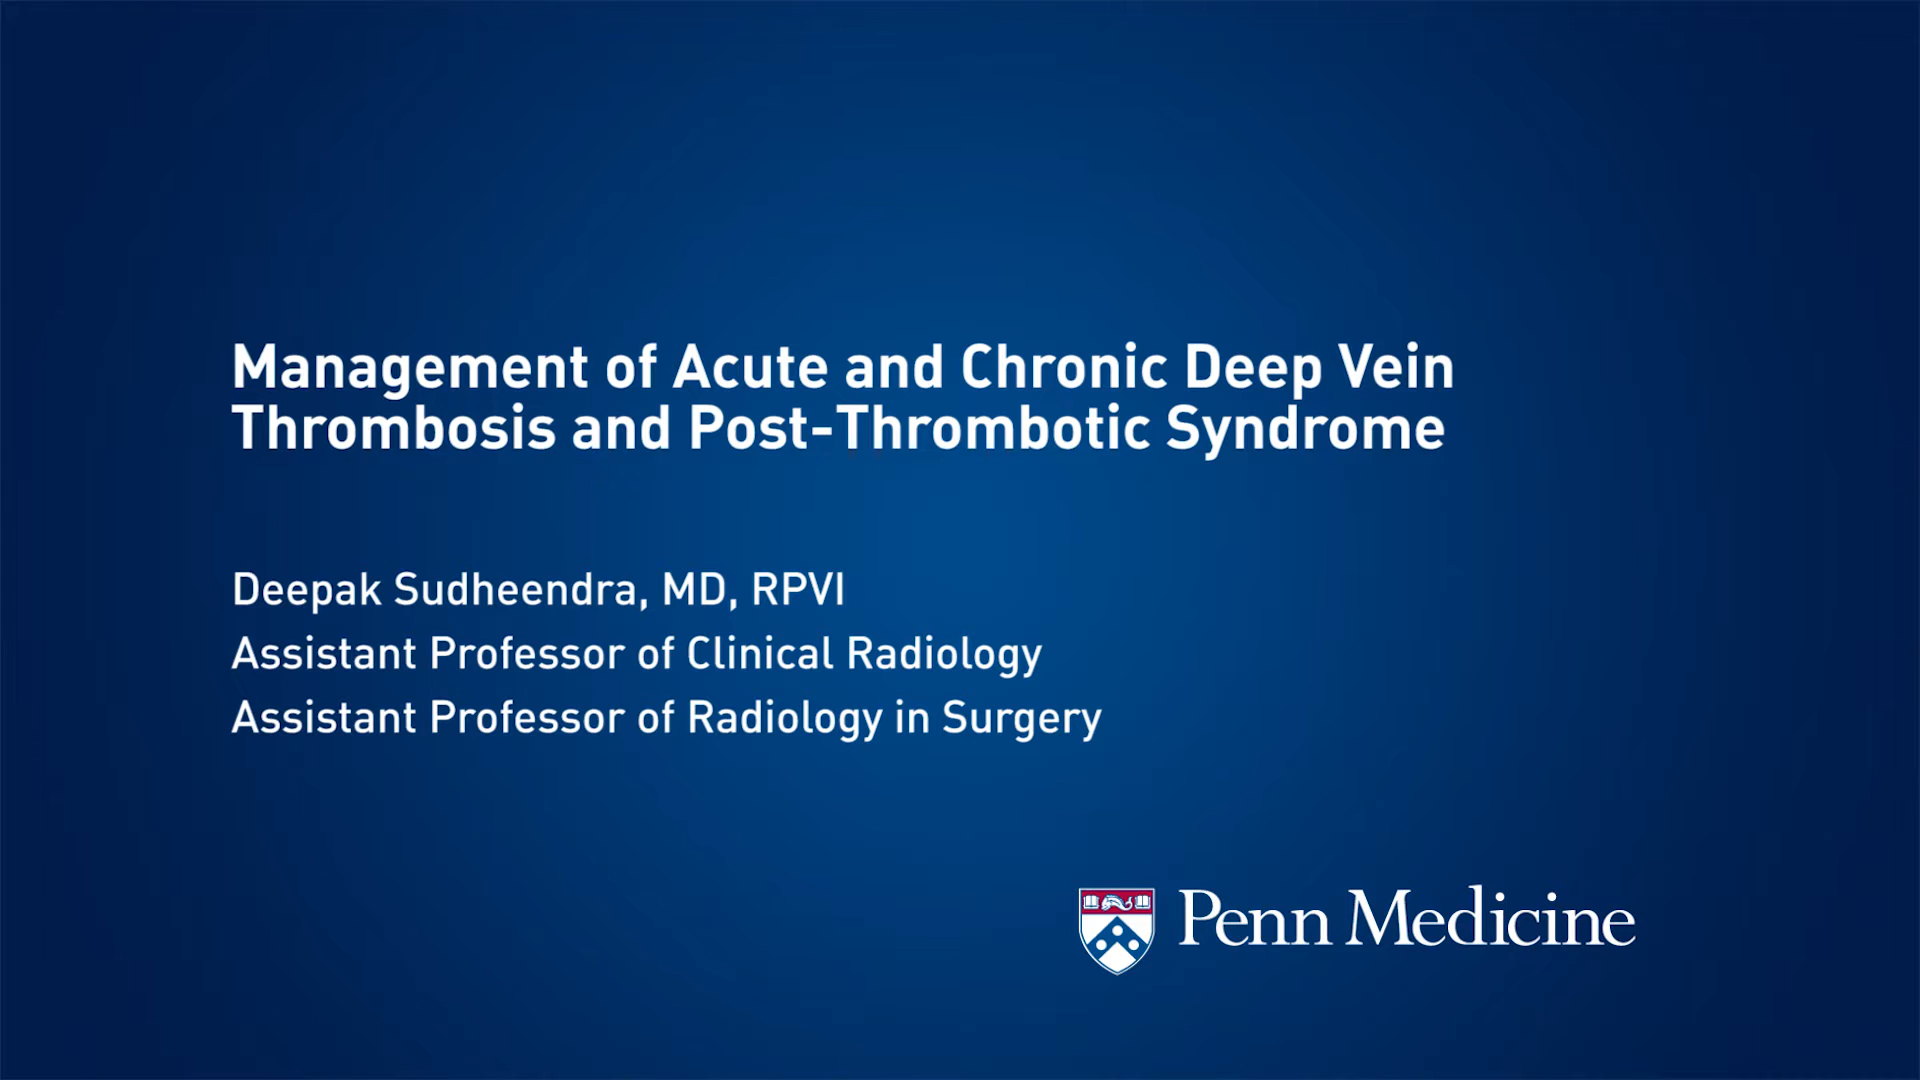 Management of Acute and Chronic Deep Vein
Thrombosis and Post-Thrombotic Syndrome
Deepak Sudheendra, MD, RPVI
Assistant Professor of Clinical Radiology
Assistant Professor of Radiology in Surgery
Penn Medicine